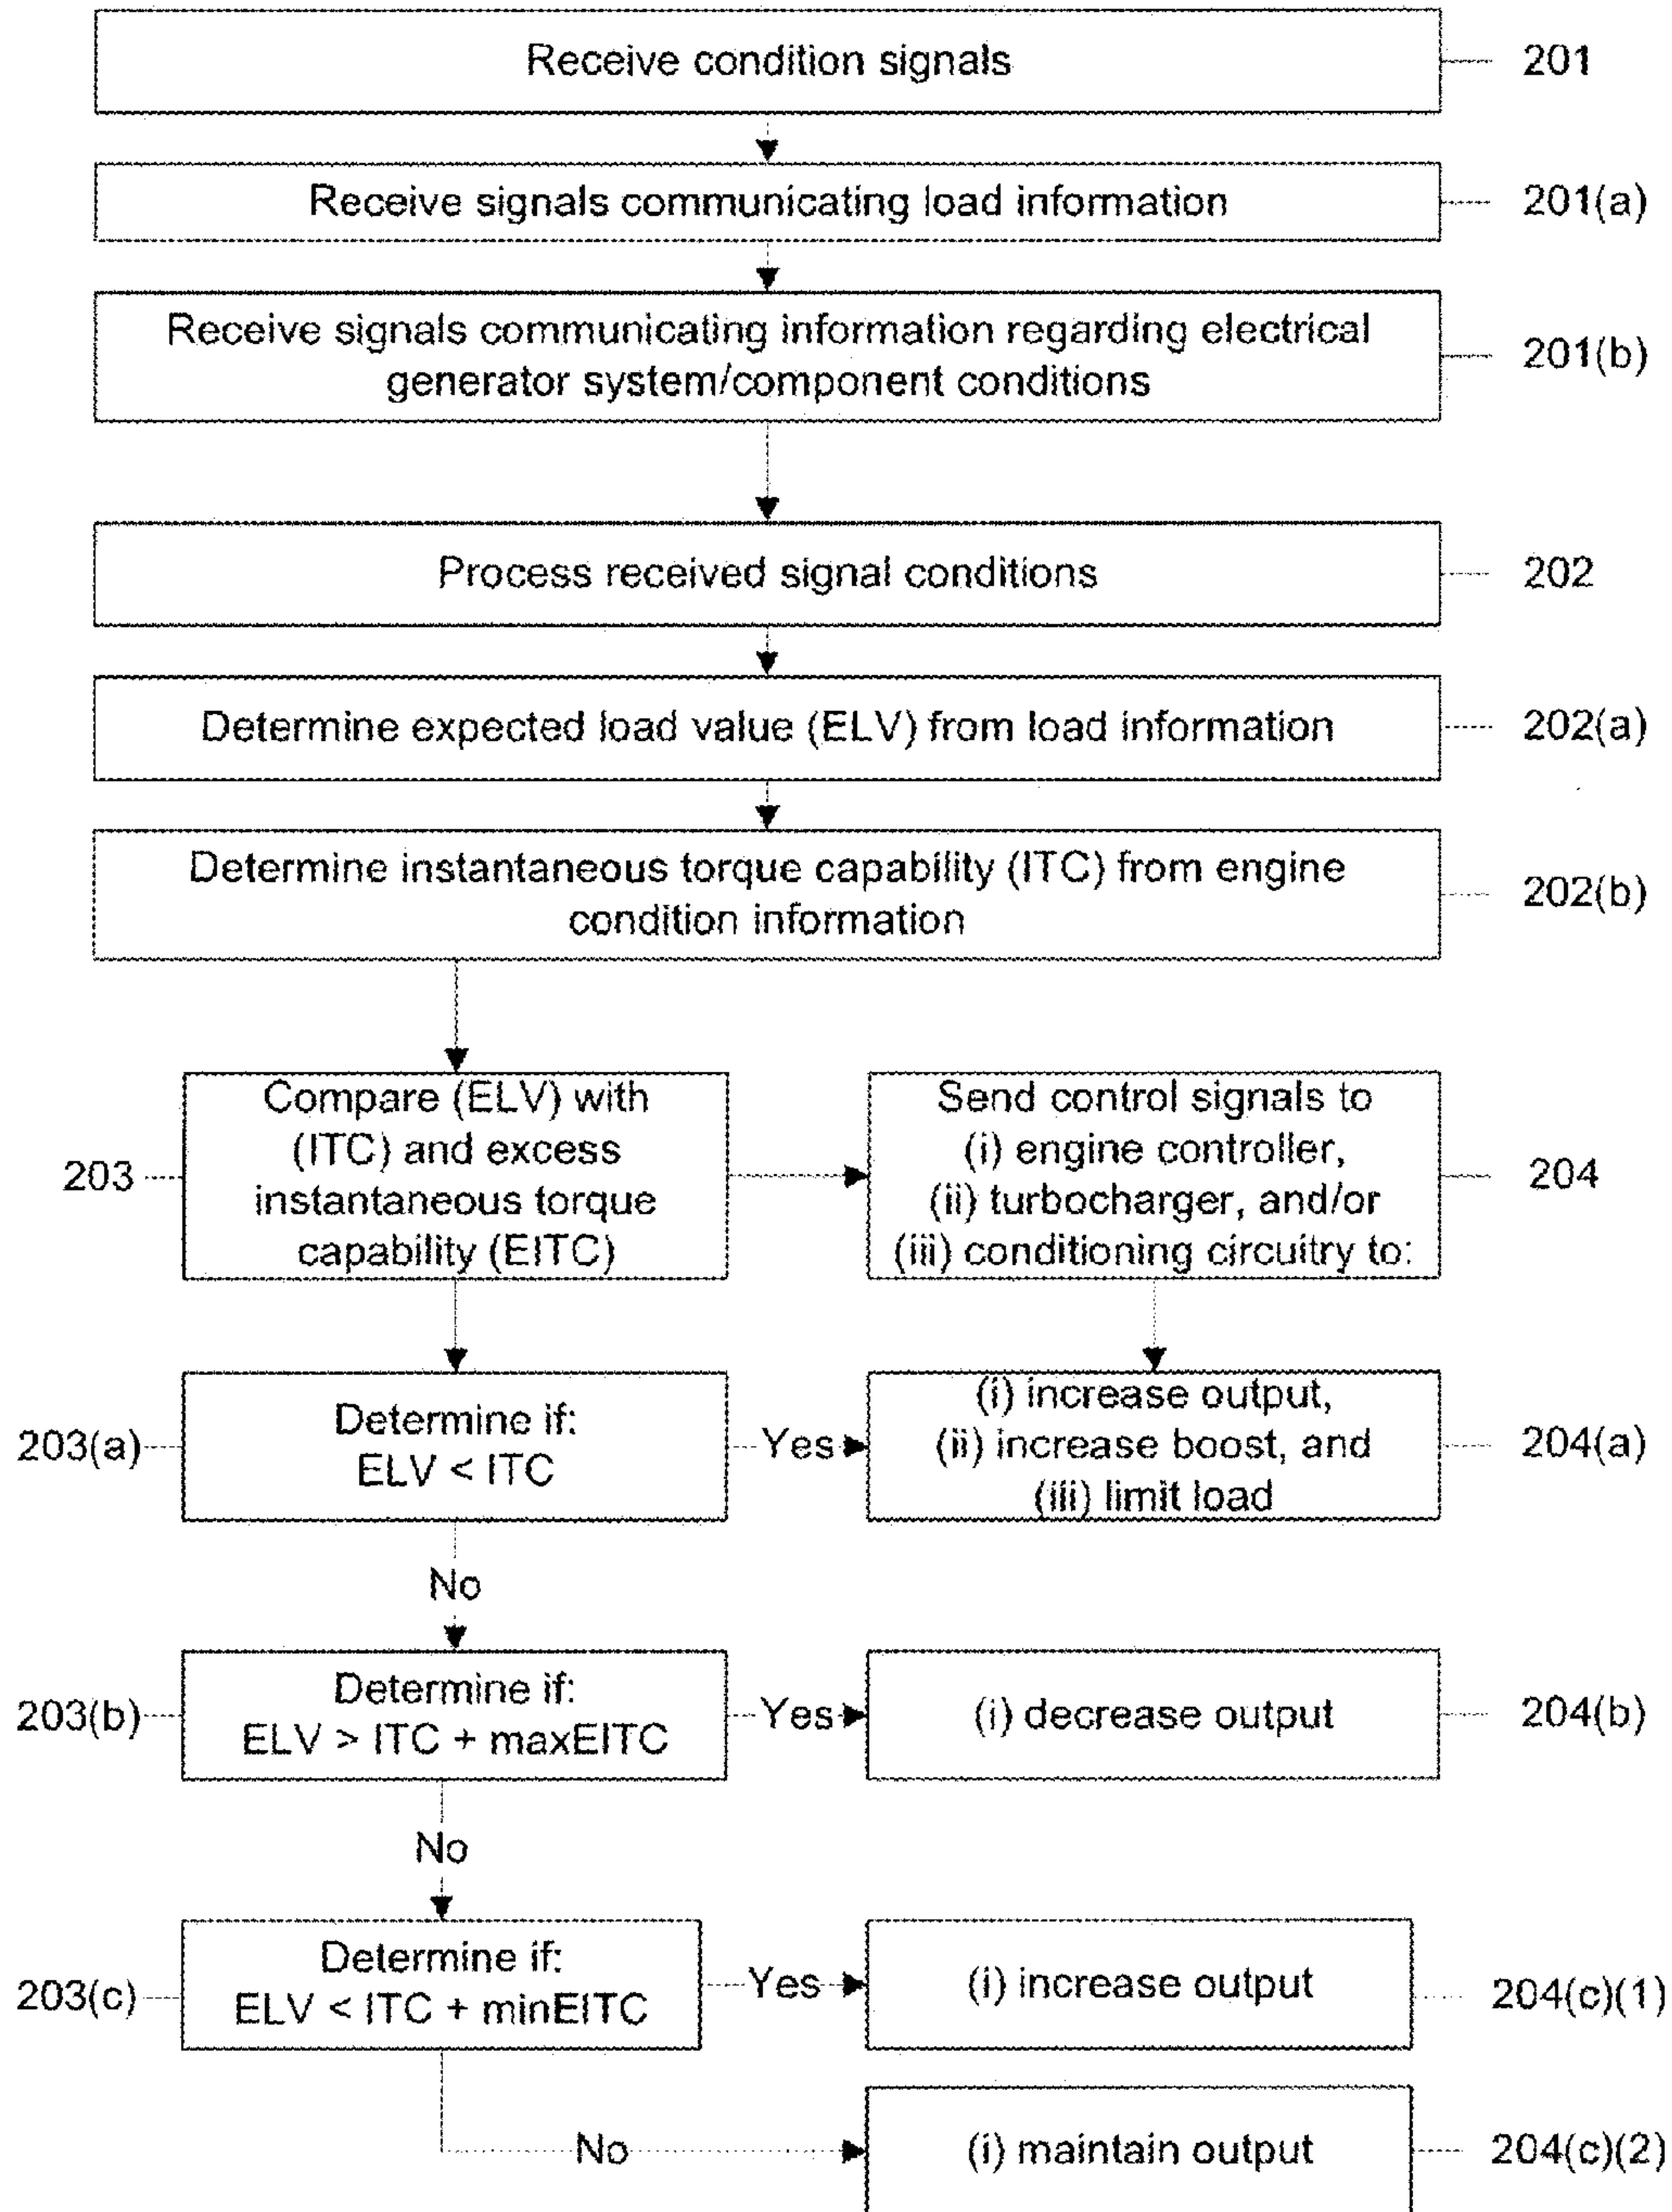 Receive condition signals
201
Receive signals communicating load information
201(a)
Receive signals communicating information regarding electrical
generator system/component conditions
201(b)
Process received signal conditions
202
Determine expected load value (ELV) from load information
202(a)
Determine instantaneous torque capability (ITC) from engine
condition information
202(b)
203
Compare (ELV) with
(ITC) and excess
instantaneous torque
capability (EITC)
Send control signals to
(i) engine controller,
(ii) turbocharger, and/or
(iii) conditioning circuitry to:
204
203(a)
Determine if:
ELV < ITC
Yes
(i) increase output,
(ii) increase boost, and
(iii) limit load
204(a)
No
203(b)
Determine if:
ELV > ITC + maxEITC
Yes
(i) decrease output
204(b)
No
203(c)
Determine if:
ELV < ITC + minEITC
Yes
(i) increase output
204(c)(1)
No
(i) maintain output
204(c)(2)